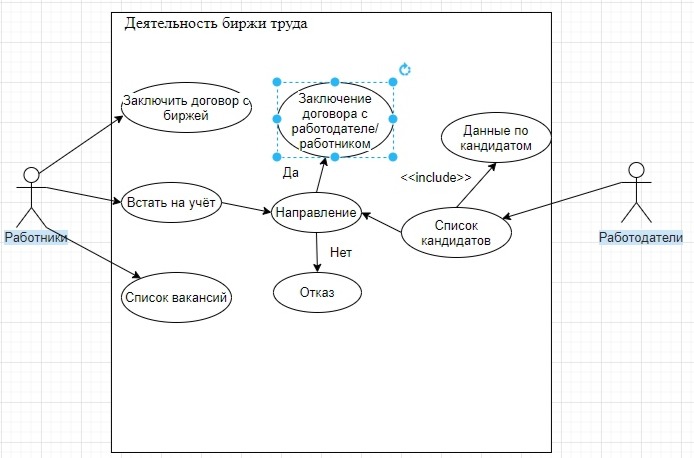 Деятельность биржи труда
Заключить договор с
биржей
Заключение
договора с
работодателе/
работником
Данные по
кандидатом
Да
<<include>>
Встать на учёт
Направление
Список
кандидатов
Работники
Работодатели
Нет
Список вакансий
Отказ